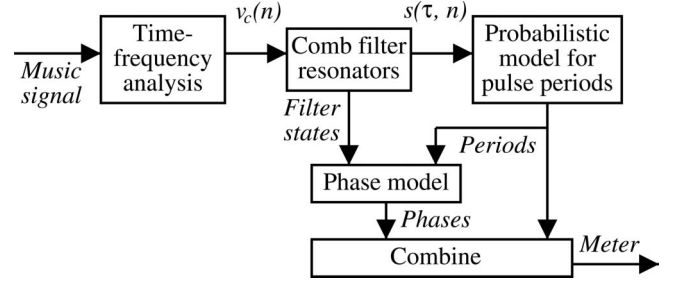 v_c(n)
s(τ, n)
Time-
frequency
analysis
Comb filter
resonators
Probabilistic
model for
pulse periods
Music
signal
Filter
states
Periods
Phase model
Phases
Combine
Meter